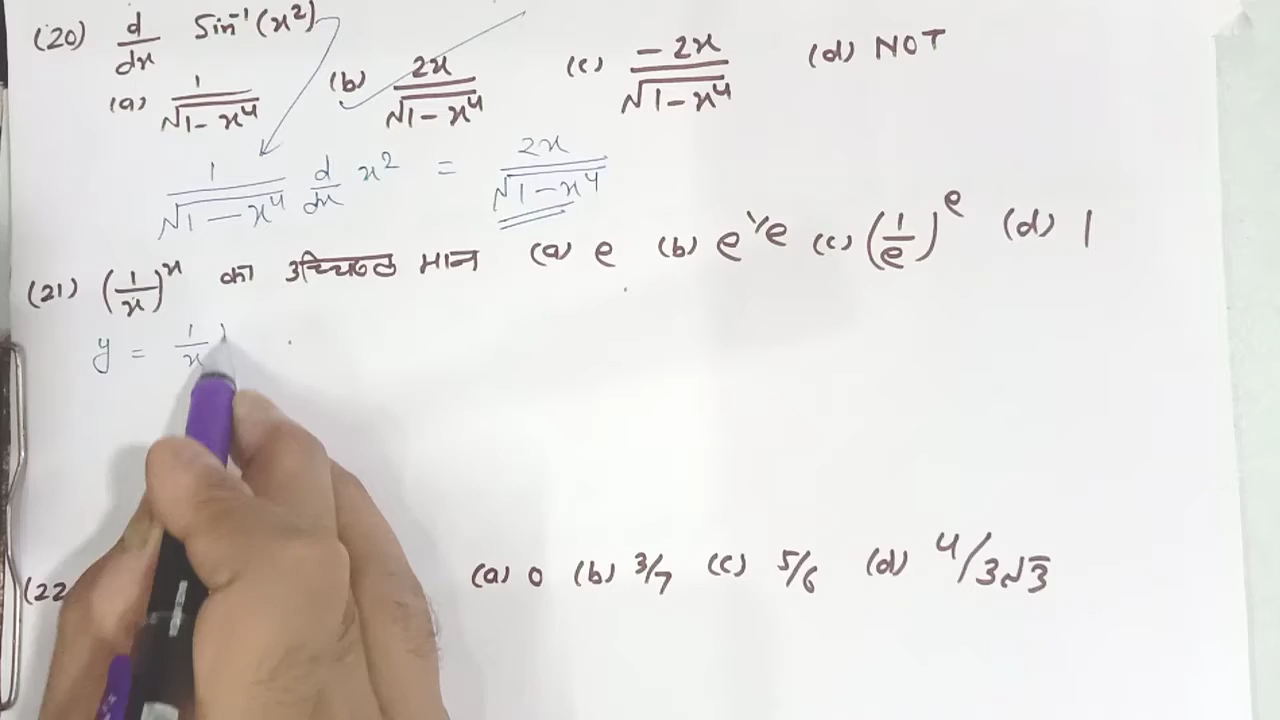 (20) d/dx Sin⁻¹(x²)
(a) 1/√1-x⁴ (b) 2x/√1-x⁴ (c) -2x/√1-x⁴ (d) NOT
1/√1-x⁴ d/dx x² = 2x/√1-x⁴
(21) (1/x)ˣ का उच्चिष्ठ मान (a) e (b) e^1/e (c) (1/e)^e (d) 1
y = 1/x
(22 (a) 0 (b) 3/7 (c) 5/6 (d) 4/3√3